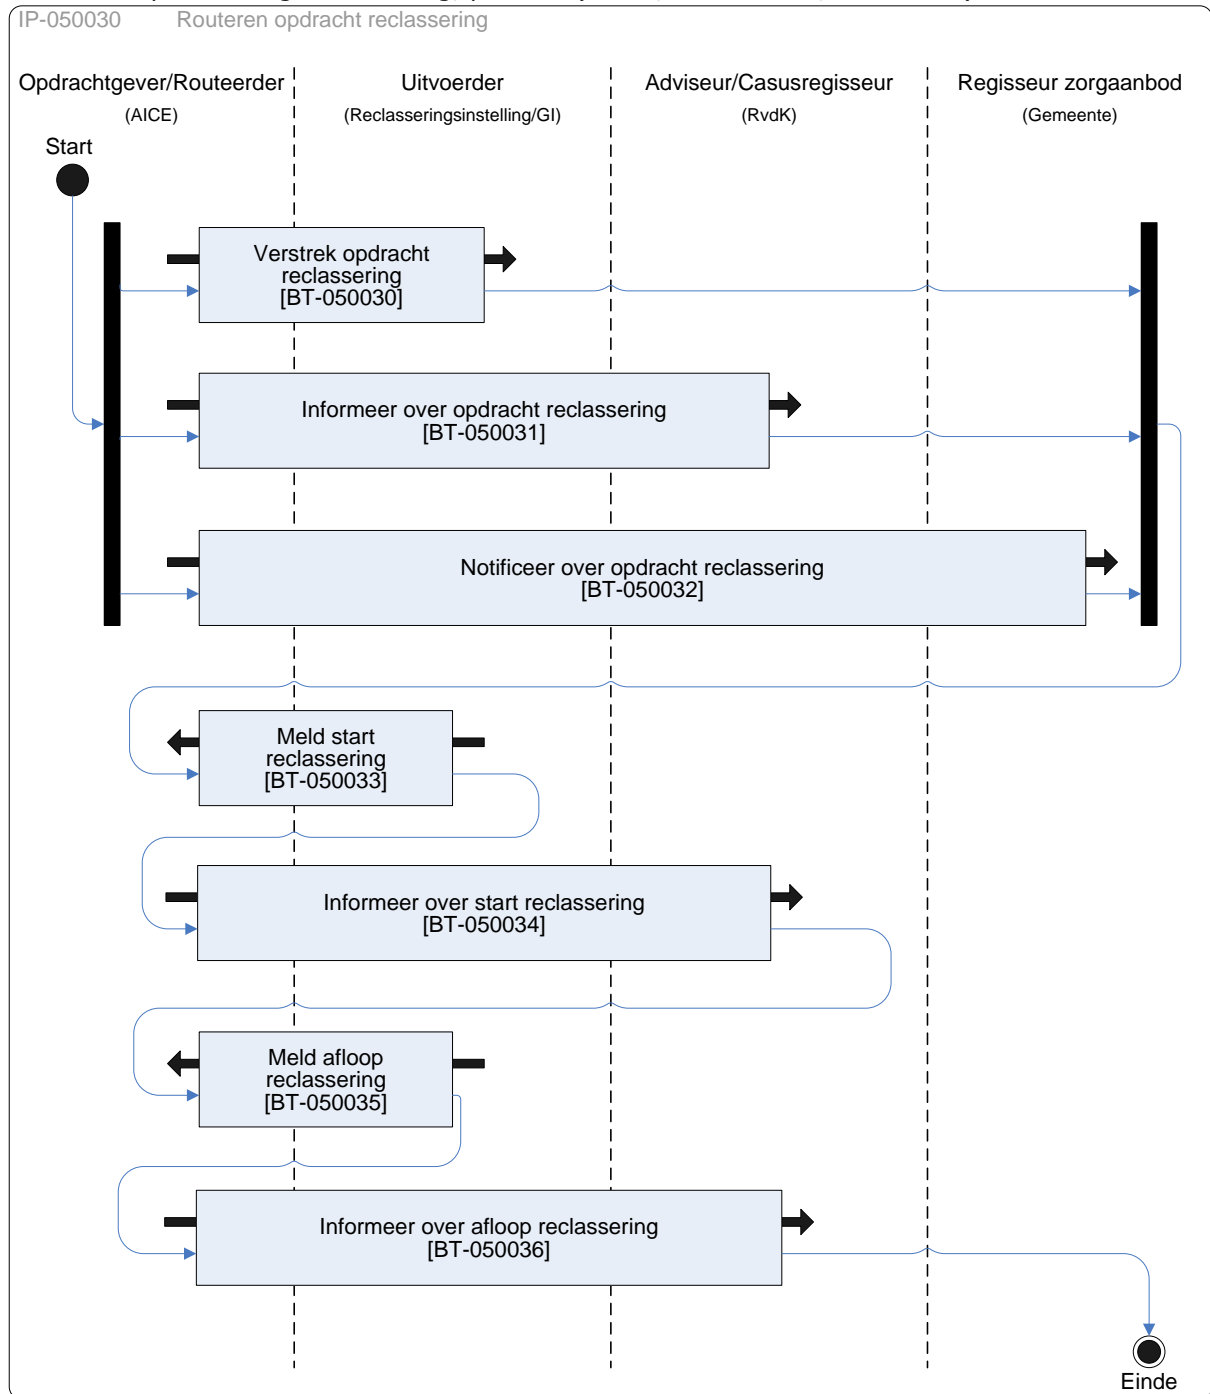 IP-050030 Routeren opdracht reclassering
Opdrachtgever/Routeerder
(AICE)
Uitvoerder
(Reclasseringsinstelling/GI)
Adviseur/Casusregisseur
(RvdK)
Regisseur zorgaanbod
(Gemeente)
Start
Verstrek opdracht
reclassering
[BT-050030]
Informeer over opdracht reclassering
[BT-050031]
Notificeer over opdracht reclassering
[BT-050032]
Meld start
reclassering
[BT-050033]
Informeer over start reclassering
[BT-050034]
Meld afloop
reclassering
[BT-050035]
Informeer over afloop reclassering
[BT-050036]
Einde